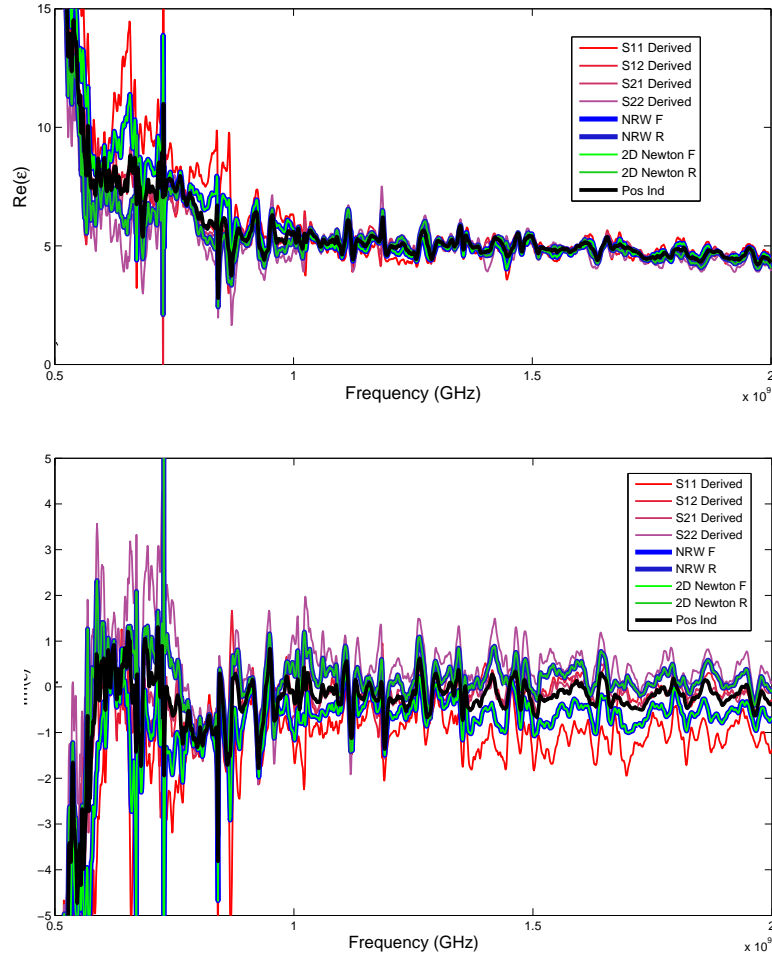 15
10
5
0
Re(ε)
S11 Derived
S12 Derived
S21 Derived
S22 Derived
NRW F
NRW R
2D Newton F
2D Newton R
Pos Ind
0.5
1
1.5
2
Frequency (GHz)
x 10⁹
5
4
3
2
1
0
-1
-2
-3
-4
-5
S11 Derived
S12 Derived
S21 Derived
S22 Derived
NRW F
NRW R
2D Newton F
2D Newton R
Pos Ind
0.5
1
1.5
2
Frequency (GHz)
x 10⁹